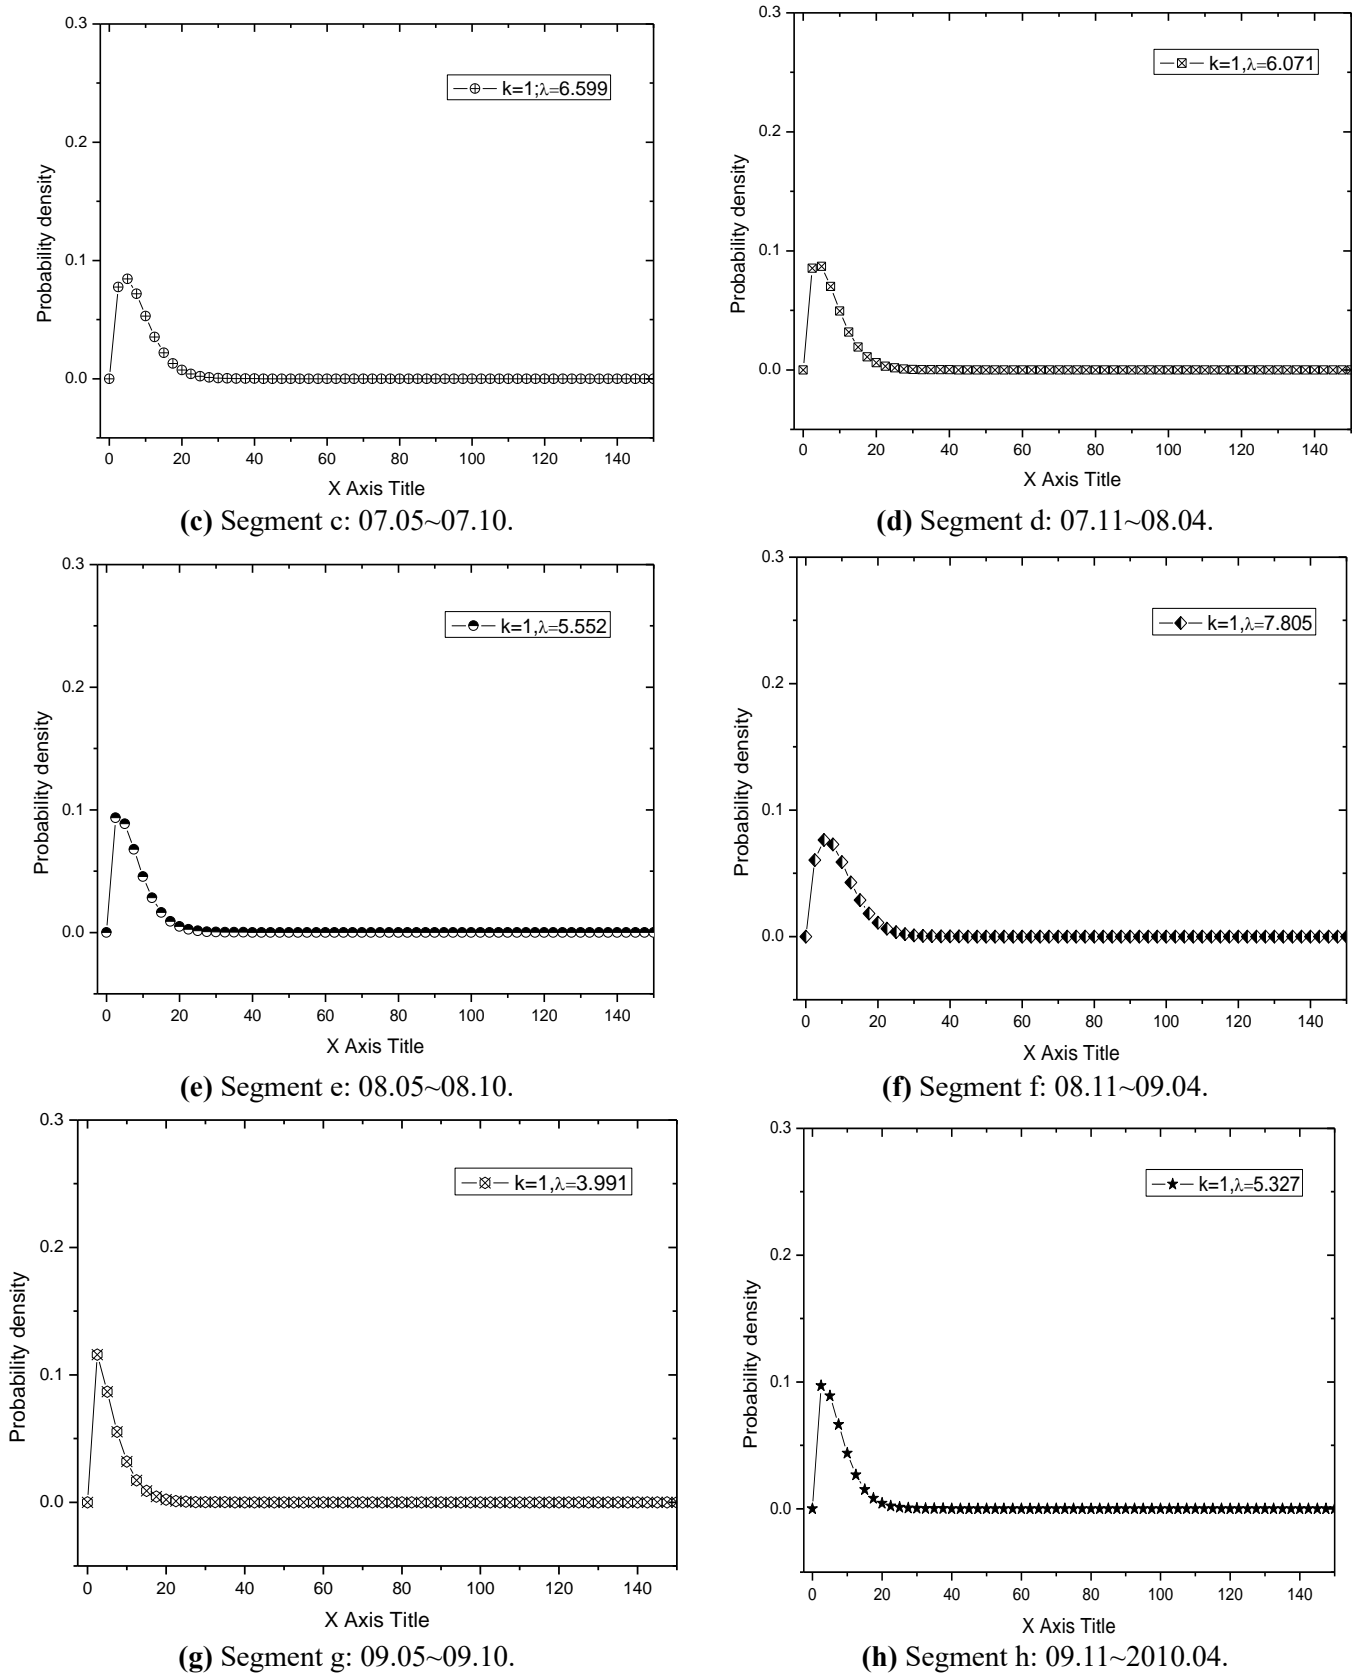 0.3
0.2
0.1
0.0
Probability density
k=1;λ=6.599
0 20 40 60 80 100 120 140
X Axis Title
(c) Segment c: 07.05~07.10.
0.3
0.2
0.1
0.0
Probability density
k=1,λ=6.071
0 20 40 60 80 100 120 140
X Axis Title
(d) Segment d: 07.11~08.04.
0.3
0.2
0.1
0.0
Probability density
k=1,λ=5.552
0 20 40 60 80 100 120 140
X Axis Title
(e) Segment e: 08.05~08.10.
0.3
0.2
0.1
0.0
Probability density
k=1,λ=7.805
0 20 40 60 80 100 120 140
X Axis Title
(f) Segment f: 08.11~09.04.
0.3
0.2
0.1
0.0
Probability density
k=1,λ=3.991
0 20 40 60 80 100 120 140
X Axis Title
(g) Segment g: 09.05~09.10.
0.3
0.2
0.1
0.0
Probability density
k=1,λ=5.327
0 20 40 60 80 100 120 140
X Axis Title
(h) Segment h: 09.11~2010.04.